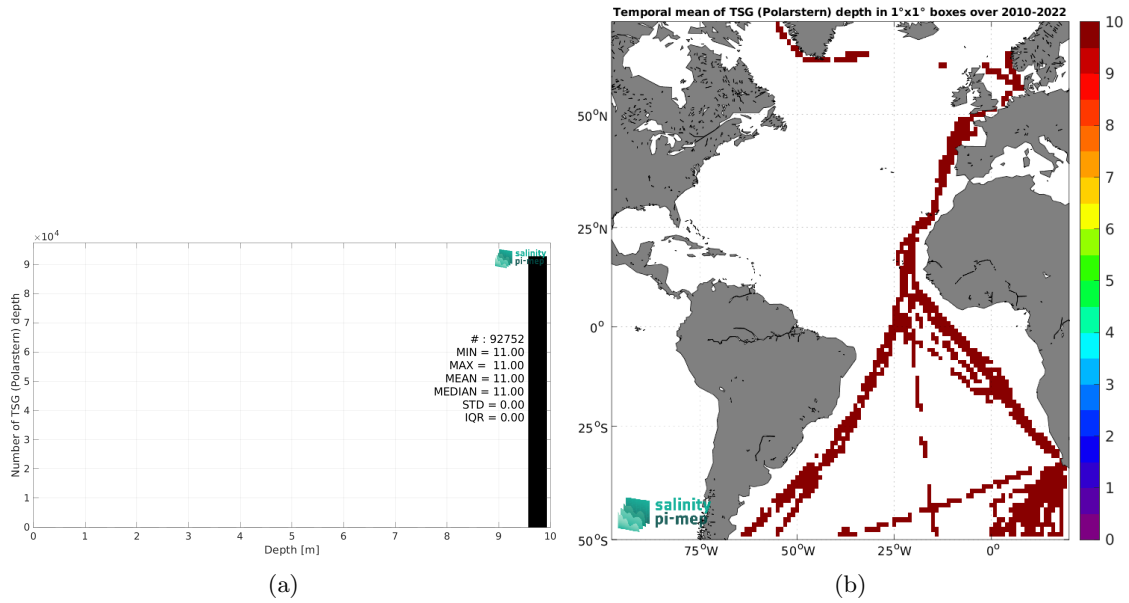 ×10⁴
9
8
7
6
5
4
3
2
1
0
Number of TSG (Polarstern) depth
salinity
pi-mep
# : 92752
MIN = 11.00
MAX = 11.00
MEAN = 11.00
MEDIAN = 11.00
STD = 0.00
IQR = 0.00
0 1 2 3 4 5 6 7 8 9 10
Depth [m]
(a)
Temporal mean of TSG (Polarstern) depth in 1°x1° boxes over 2010-2022
50°N
25°N
0°
25°S
50°S
75°W 50°W 25°W 0°
salinity
pi-mep
10
9
8
7
6
5
4
3
2
1
0
(b)